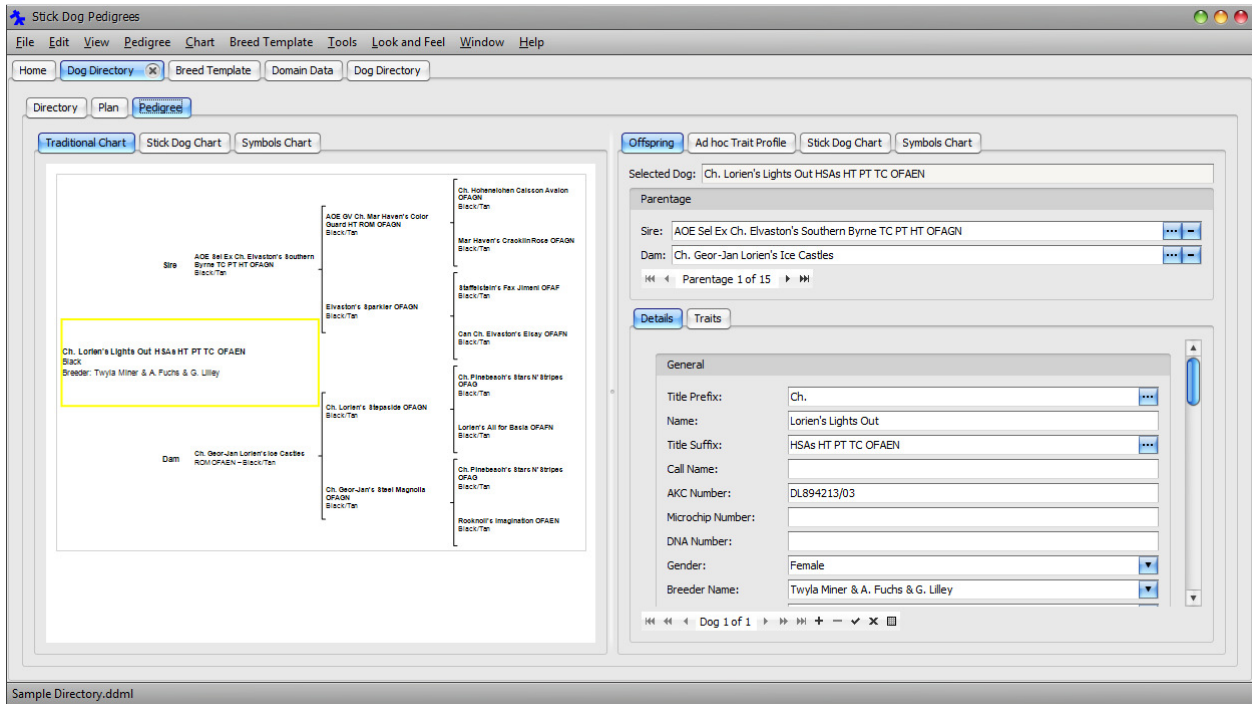 Stick Dog Pedigrees
File Edit View Pedigree Chart Breed Template Tools Look and Feel Window Help
Home Dog Directory Breed Template Domain Data Dog Directory
Directory Plan Pedigree
Traditional Chart Stick Dog Chart Symbols Chart
Ch. Hohenelohen Caisson Avalon
OFAGN
Black/Tan
AOE GV Ch. Mar Haven's Color
Guard HT ROM OFAGN
Black/Tan
Mar Haven's CracklinRose OFAGN
Black/Tan
Sire
AOE Sel Ex Ch. Elvaston's Southern
Byrne TC PT HT OFAGN
Black/Tan
Staffelstein's Fax Jimeni OFAF
Black/Tan
Elvaston's Sparkler OFAGN
Black/Tan
Can Ch. Elvaston's Elsay OFAFN
Black/Tan
Ch. Lorien's Lights Out HSAs HT PT TC OFAEN
Black
Breeder: Twyla Miner & A. Fuchs & G. Lilley
Ch. Pinebeach's Stars N' Stripes
OFAG
Black/Tan
Ch. Lorien's Stepaside OFAGN
Black/Tan
Lorien's All for Basia OFAFN
Black/Tan
Dam
Ch. Geor-Jan Lorien's Ice Castles
ROM OFAEN – Black/Tan
Ch. Pinebeach's Stars N' Stripes
OFAG
Black/Tan
Ch. Geor-Jan's Steel Magnolia
OFAGN
Black/Tan
Rooknoll's Imagination OFAEN
Black/Tan
Offspring Ad hoc Trait Profile Stick Dog Chart Symbols Chart
Selected Dog: Ch. Lorien's Lights Out HSAs HT PT TC OFAEN
Parentage
Sire: AOE Sel Ex Ch. Elvaston's Southern Byrne TC PT HT OFAGN
Dam: Ch. Geor-Jan Lorien's Ice Castles
Parentage 1 of 15
Details Traits
General
Title Prefix: Ch.
Name: Lorien's Lights Out
Title Suffix: HSAs HT PT TC OFAEN
Call Name:
AKC Number: DL894213/03
Microchip Number:
DNA Number:
Gender: Female
Breeder Name: Twyla Miner & A. Fuchs & G. Lilley
Dog 1 of 1
Sample Directory.ddml